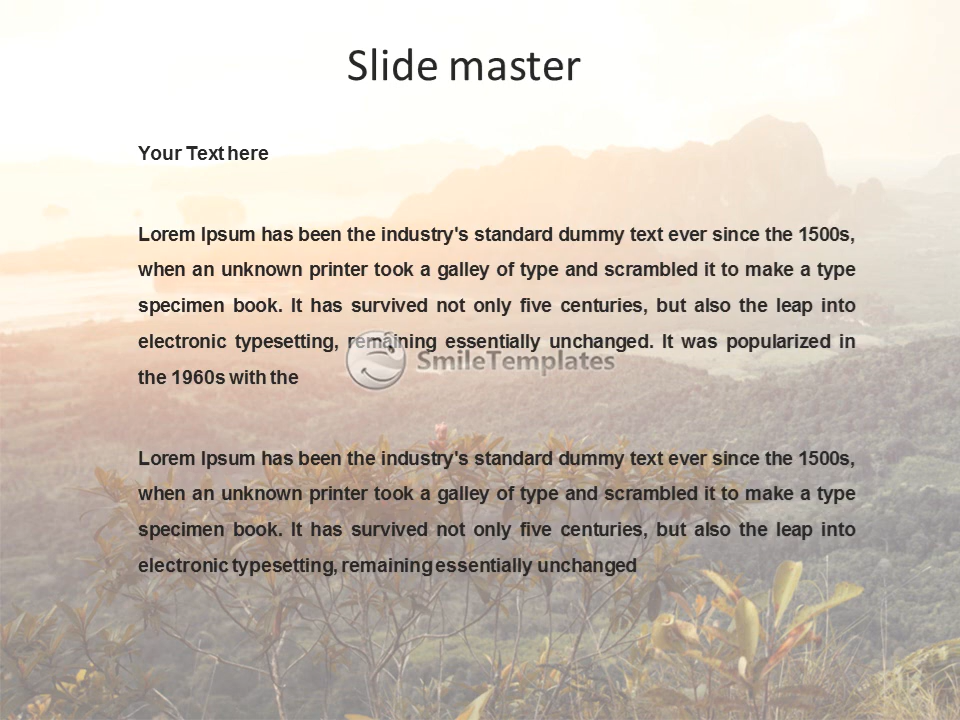 Slide master
Your Text here
Lorem Ipsum has been the industry's standard dummy text ever since the 1500s,
when an unknown printer took a galley of type and scrambled it to make a type
specimen book. It has survived not only five centuries, but also the leap into
electronic typesetting, remaining essentially unchanged. It was popularized in
the 1960s with the
SmileTemplates
Lorem Ipsum has been the industry's standard dummy text ever since the 1500s,
when an unknown printer took a galley of type and scrambled it to make a type
specimen book. It has survived not only five centuries, but also the leap into
electronic typesetting, remaining essentially unchanged